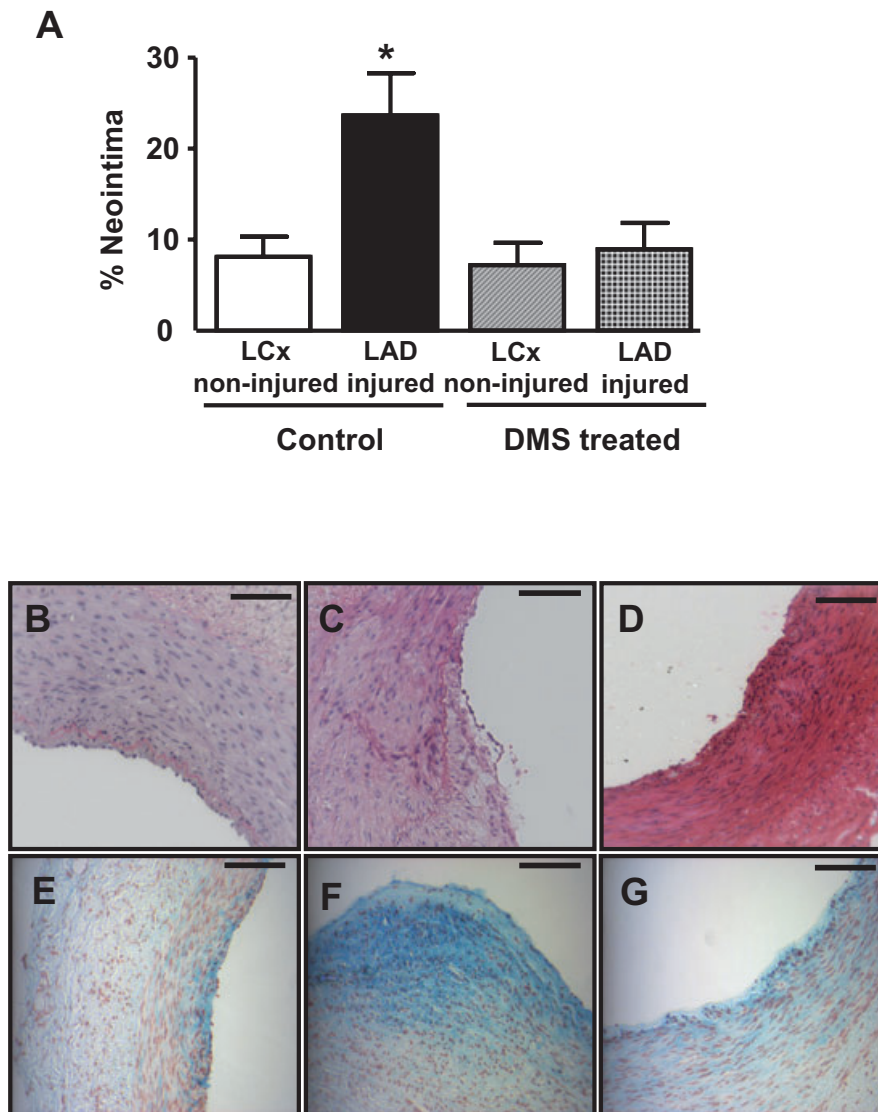 A
*
% Neointima
30
20
10
0
LCx LAD LCx LAD
non-injured injured non-injured injured
Control DMS treated
B C D
E F G